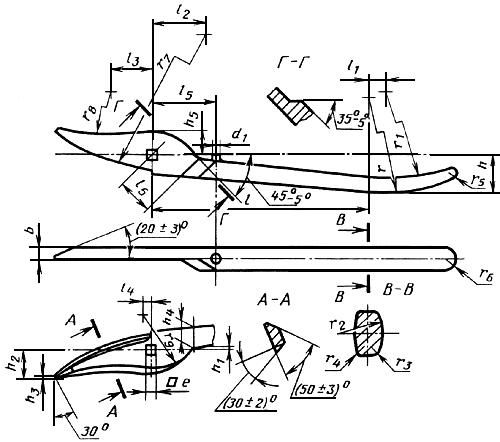 l₂
l₃
r₇
l₅
Г-Г
l₁
r₈
Г
h₅
d₁
35°-5°
r
r₁
h
l₅
l
45°-5°
r₅
Г
В
b
(20±3)°
r₆
l₄
А-А
В
В-В
А
h₄
h₂
h₁
r₂
h₃
□ e
r₄
r₃
А
30°
(30±2)°
(50±3)°